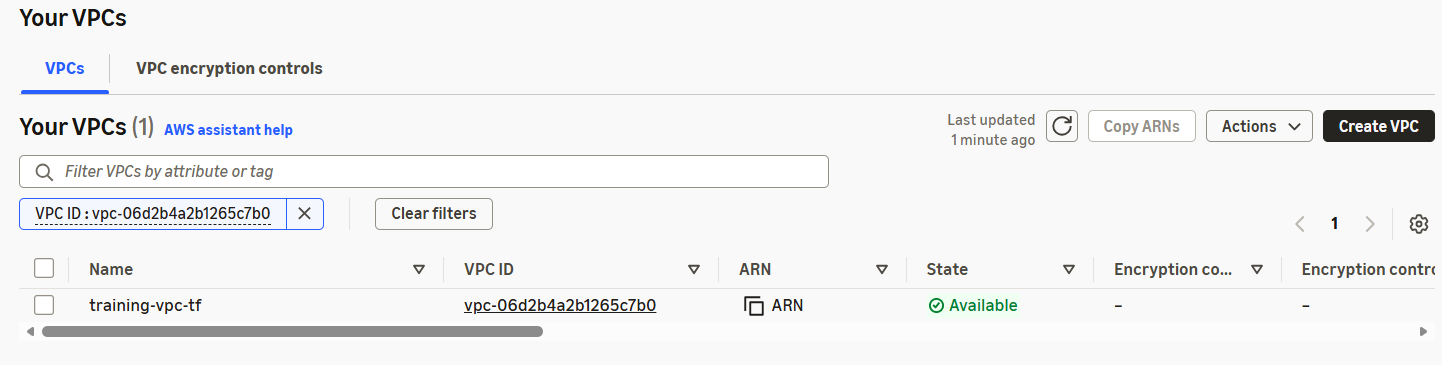 Your VPCs
VPCs VPC encryption controls
Your VPCs (1) AWS assistant help
Last updated
1 minute ago
Copy ARNs Actions Create VPC
Filter VPCs by attribute or tag
VPC ID : vpc-06d2b4a2b1265c7b0 Clear filters
1
Name VPC ID ARN State Encryption co... Encryption contro
training-vpc-tf vpc-06d2b4a2b1265c7b0 ARN Available – –